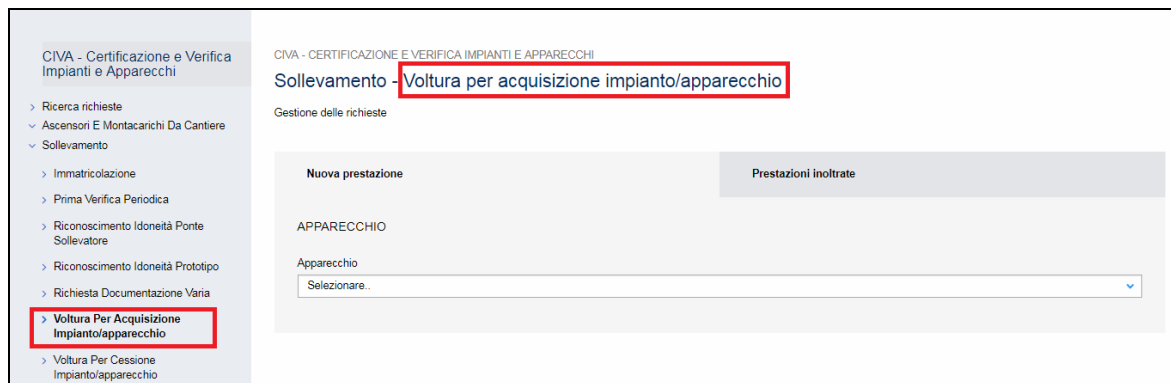 CIVA - Certificazione e Verifica
Impianti e Apparecchi
> Ricerca richieste
Ascensori E Montacarichi Da Cantiere
Sollevamento
> Immatricolazione
> Prima Verifica Periodica
> Riconoscimento Idoneità Ponte
Sollevatore
> Riconoscimento Idoneità Prototipo
> Richiesta Documentazione Varia
> Voltura Per Acquisizione
Impianto/apparecchio
> Voltura Per Cessione
Impianto/apparecchio
CIVA - CERTIFICAZIONE E VERIFICA IMPIANTI E APPARECCHI
Sollevamento - Voltura per acquisizione impianto/apparecchio
Gestione delle richieste
Nuova prestazione
Prestazioni inoltrate
APPARECCHIO
Apparecchio
Selezionare..